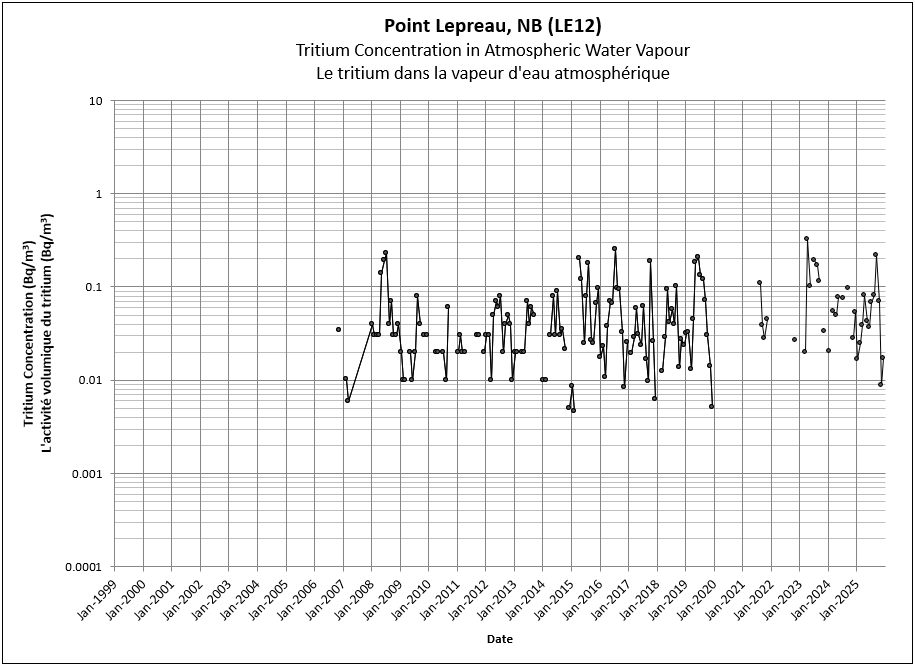 Point Lepreau, NB (LE12)
Tritium Concentration in Atmospheric Water Vapour
Le tritium dans la vapeur d'eau atmosphérique
Tritium Concentration (Bq/m³)
L'activité volumique du tritium (Bq/m³)
10
1
0.1
0.01
0.001
0.0001
Jan-1999
Jan-2000
Jan-2001
Jan-2002
Jan-2003
Jan-2004
Jan-2005
Jan-2006
Jan-2007
Jan-2008
Jan-2009
Jan-2010
Jan-2011
Jan-2012
Jan-2013
Jan-2014
Jan-2015
Jan-2016
Jan-2017
Jan-2018
Jan-2019
Jan-2020
Jan-2021
Jan-2022
Jan-2023
Jan-2024
Jan-2025
Date